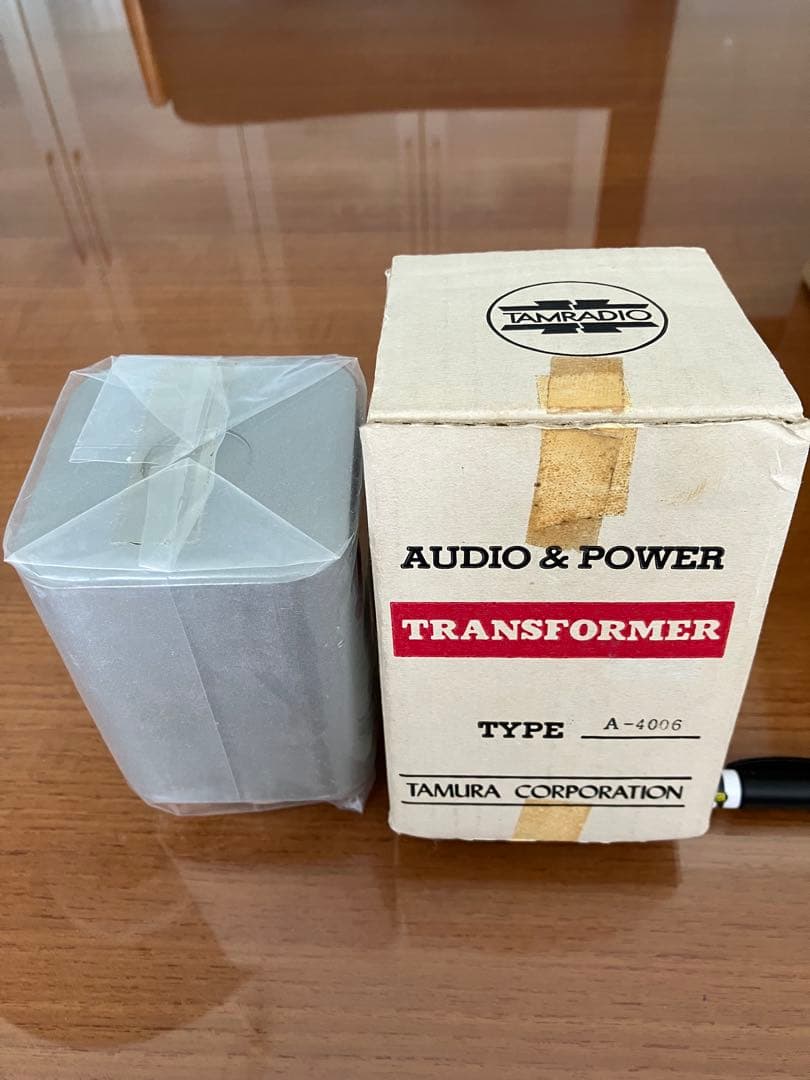 TAMRADIO
AUDIO & POWER
TRANSFORMER
TYPE A-4006
TAMURA CORPORATION